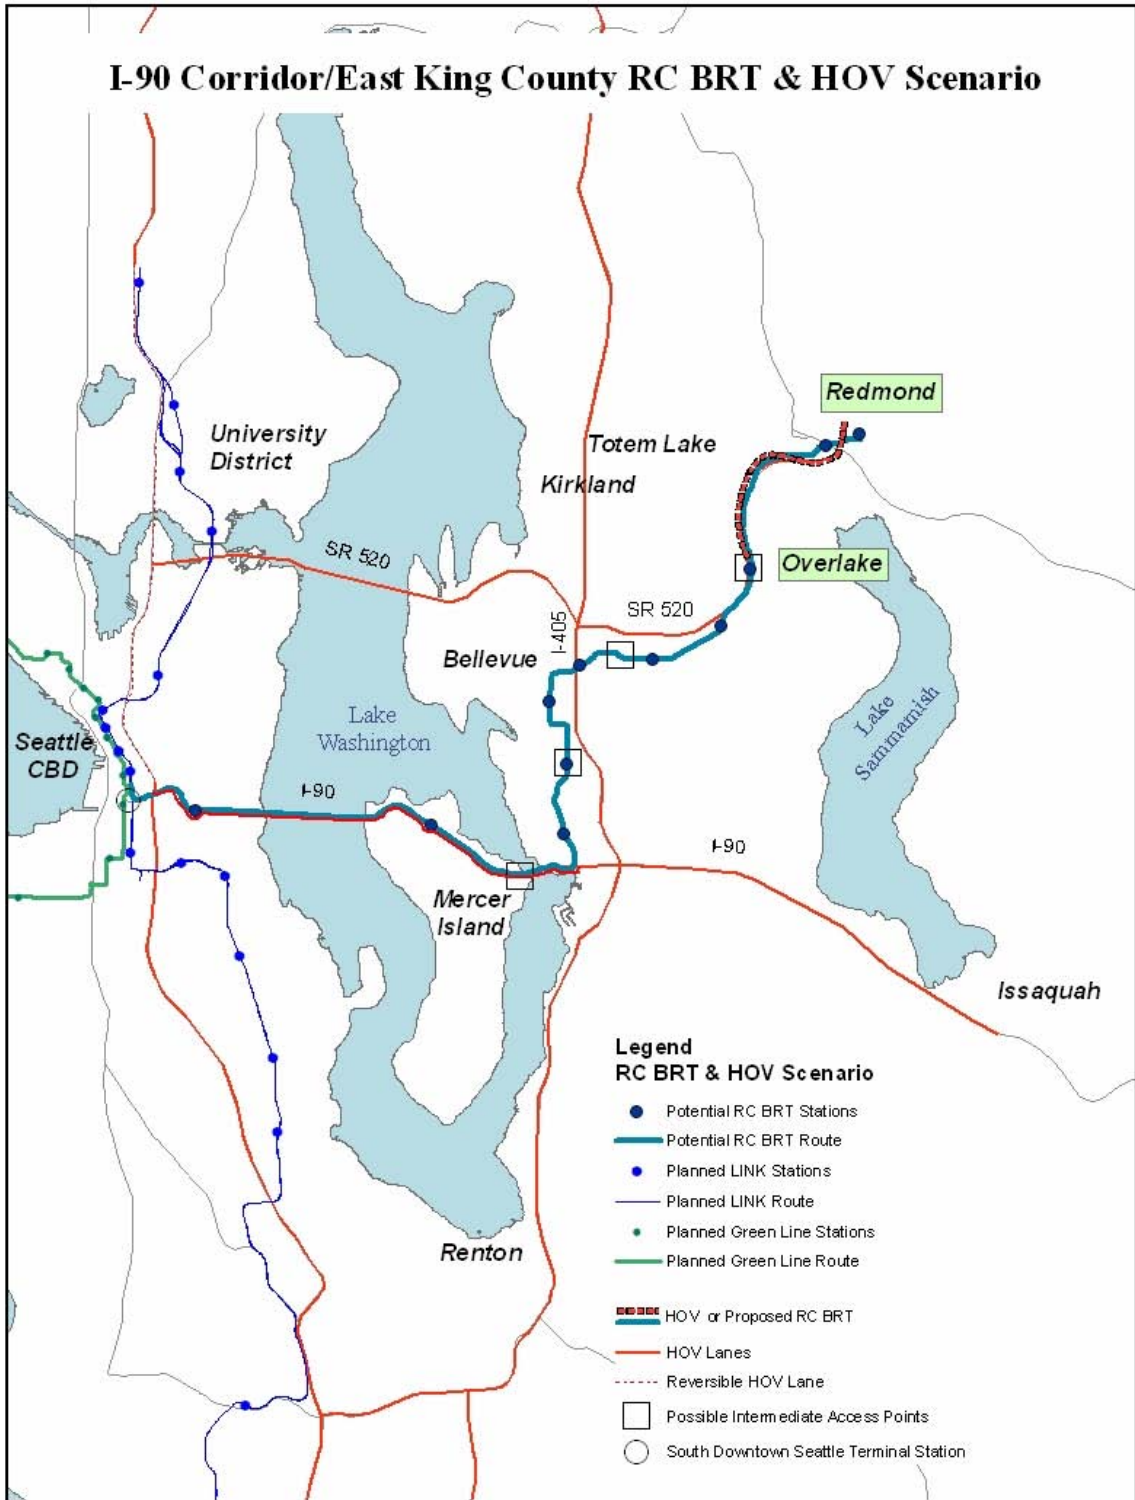 I-90 Corridor/East King County RC BRT & HOV Scenario
Redmond
University
District
Totem Lake
Kirkland
SR 520
Overlake
SR 520
I-405
Bellevue
Lake
Washington
Lake
Sammamish
Seattle
CBD
I-90
I-90
Mercer
Island
Issaquah
Renton
Legend
RC BRT & HOV Scenario
Potential RC BRT Stations
Potential RC BRT Route
Planned LINK Stations
Planned LINK Route
Planned Green Line Stations
Planned Green Line Route
HOV or Proposed RC BRT
HOV Lanes
Reversible HOV Lane
Possible Intermediate Access Points
South Downtown Seattle Terminal Station